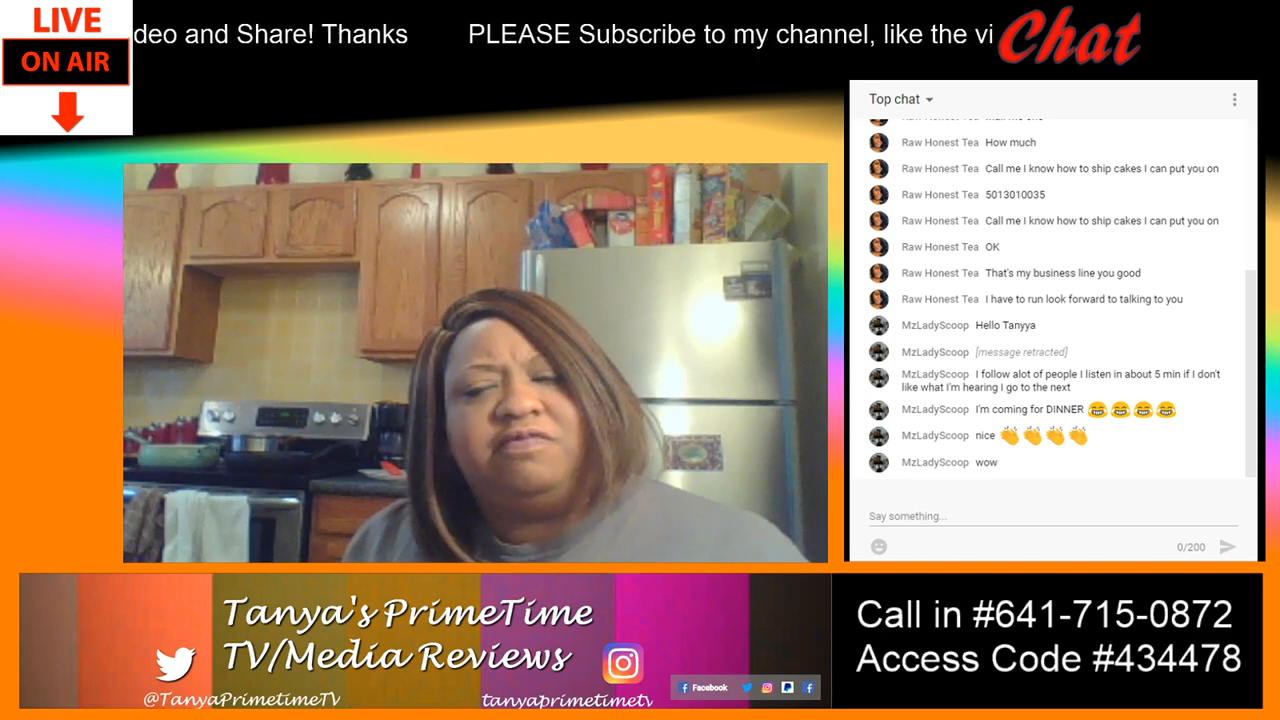 LIVE
ON AIR
deo and Share! Thanks PLEASE Subscribe to my channel, like the vi
Chat
Top chat
Raw Honest Tea How much
Raw Honest Tea Call me I know how to ship cakes I can put you on
Raw Honest Tea 5013010035
Raw Honest Tea Call me I know how to ship cakes I can put you on
Raw Honest Tea OK
Raw Honest Tea That's my business line you good
Raw Honest Tea I have to run look forward to talking to you
MzLadyScoop Hello Tanyya
MzLadyScoop [message retracted]
MzLadyScoop I follow alot of people I listen in about 5 min if I don't
like what I'm hearing I go to the next
MzLadyScoop I'm coming for DINNER 😂😂😂😂
MzLadyScoop nice 👏👏👏👏
MzLadyScoop wow
Say something...
0/200
Tanya's PrimeTime
TV/Media Reviews
@TanyaPrimetimeTV
tanyaprimetimetv
Facebook
Call in #641-715-0872
Access Code #434478